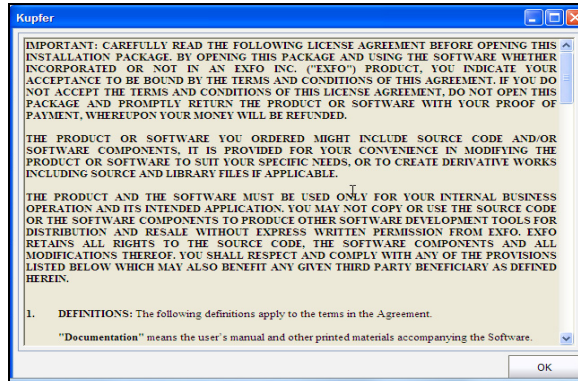 Kupfer
IMPORTANT: CAREFULLY READ THE FOLLOWING LICENSE AGREEMENT BEFORE OPENING THIS
INSTALLATION PACKAGE. BY OPENING THIS PACKAGE AND USING THE SOFTWARE WHETHER
INCORPORATED OR NOT IN AN EXFO INC. ("EXFO") PRODUCT, YOU INDICATE YOUR
ACCEPTANCE TO BE BOUND BY THE TERMS AND CONDITIONS OF THIS AGREEMENT. IF YOU DO
NOT ACCEPT THE TERMS AND CONDITIONS OF THIS LICENSE AGREEMENT, DO NOT OPEN THIS
PACKAGE AND PROMPTLY RETURN THE PRODUCT OR SOFTWARE WITH YOUR PROOF OF
PAYMENT, WHEREUPON YOUR MONEY WILL BE REFUNDED.
THE PRODUCT OR SOFTWARE YOU ORDERED MIGHT INCLUDE SOURCE CODE AND/OR
SOFTWARE COMPONENTS, IT IS PROVIDED FOR YOUR CONVENIENCE IN MODIFYING THE
PRODUCT OR SOFTWARE TO SUIT YOUR SPECIFIC NEEDS, OR TO CREATE DERIVATIVE WORKS
INCLUDING SOURCE AND LIBRARY FILES IF APPLICABLE.
THE PRODUCT AND THE SOFTWARE MUST BE USED ONLY FOR YOUR INTERNAL BUSINESS
OPERATION AND ITS INTENDED APPLICATION. YOU MAY NOT COPY OR USE THE SOURCE CODE
OR THE SOFTWARE COMPONENTS TO PRODUCE OTHER SOFTWARE DEVELOPMENT TOOLS FOR
DISTRIBUTION AND RESALE WITHOUT EXPRESS WRITTEN PERMISSION FROM EXFO. EXFO
RETAINS ALL RIGHTS TO THE SOURCE CODE, THE SOFTWARE COMPONENTS AND ALL
MODIFICATIONS THEREOF. YOU SHALL RESPECT AND COMPLY WITH ANY OF THE PROVISIONS
LISTED BELOW WHICH MAY ALSO BENEFIT ANY GIVEN THIRD PARTY BENEFICIARY AS DEFINED
HEREIN.
1. DEFINITIONS: The following definitions apply to the terms in the Agreement.
"Documentation" means the user's manual and other printed materials accompanying the Software.
OK